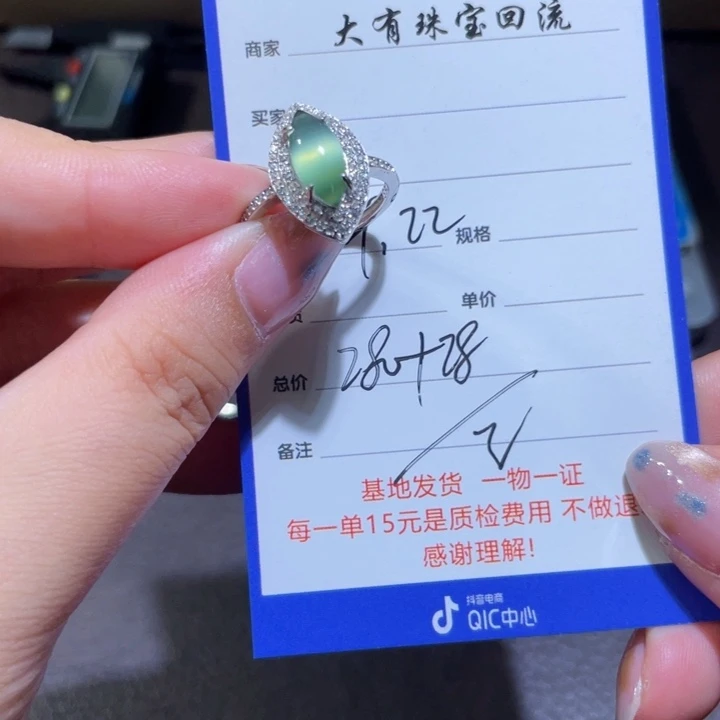 商家 大有珠宝回流
买家
1.22 规格
单价
总价 280+28
备注
基地发货 一物一证
每一单15元是质检费用 不做退
感谢理解！
抖音电商
QIC中心